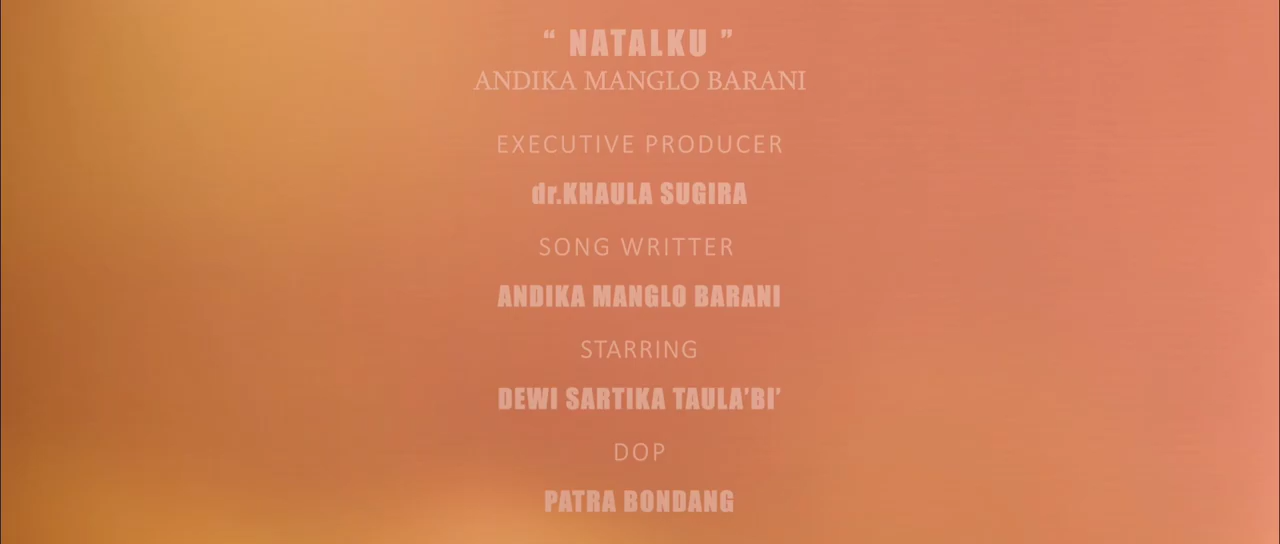 “ NATALKU ”
ANDIKA MANGLO BARANI
EXECUTIVE PRODUCER
dr.KHAULA SUGIRA
SONG WRITTER
ANDIKA MANGLO BARANI
STARRING
DEWI SARTIKA TAULA’BI’
DOP
PATRA BONDANG